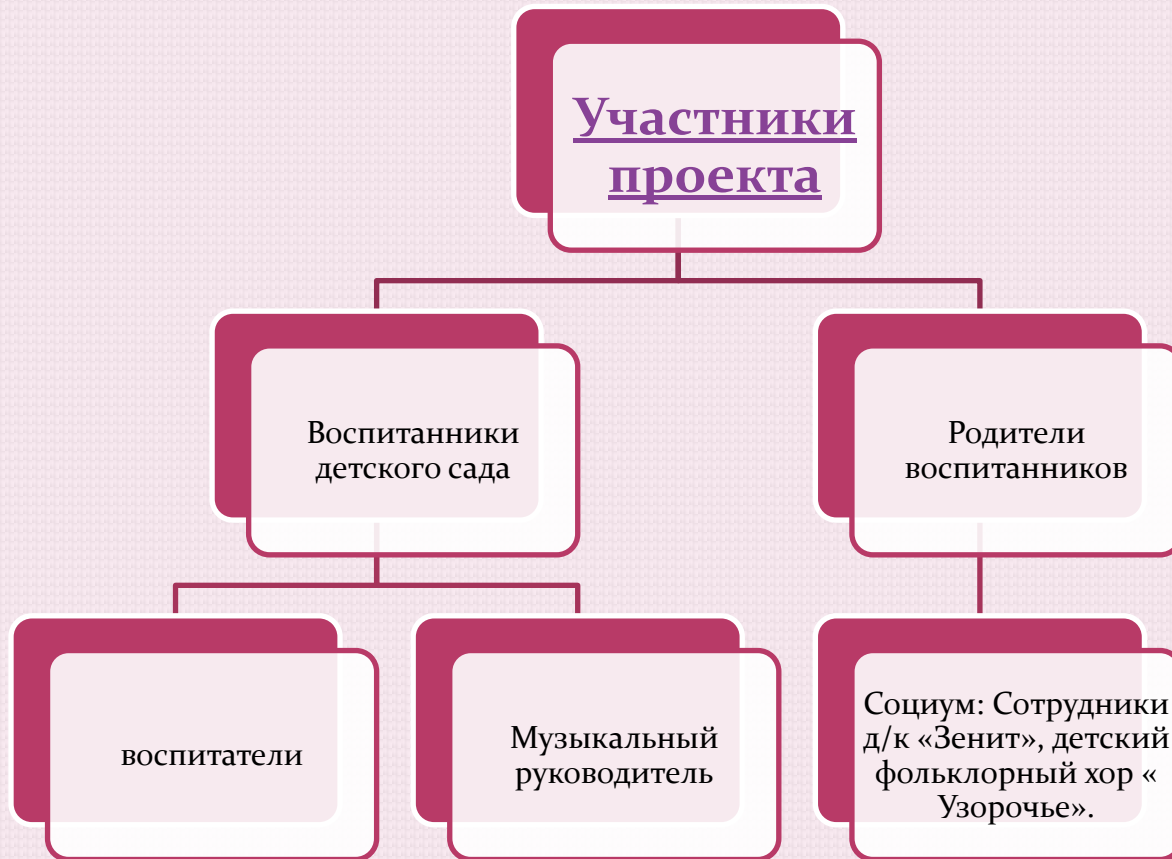 Участники
проекта
Воспитанники
детского сада
Родители
воспитанников
воспитатели
Музыкальный
руководитель
Социум: Сотрудники
д/к «Зенит», детский
фольклорный хор «
Узорочье».